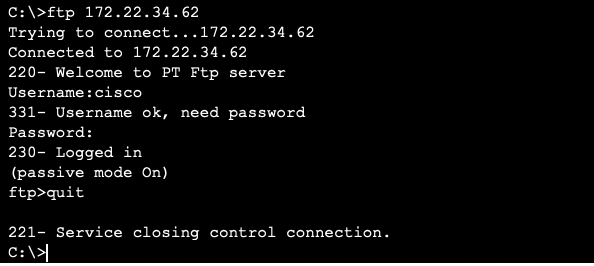 C:\>ftp 172.22.34.62
Trying to connect...172.22.34.62
Connected to 172.22.34.62
220- Welcome to PT Ftp server
Username:cisco
331- Username ok, need password
Password:
230- Logged in
(passive mode On)
ftp>quit
221- Service closing control connection.
C:\>